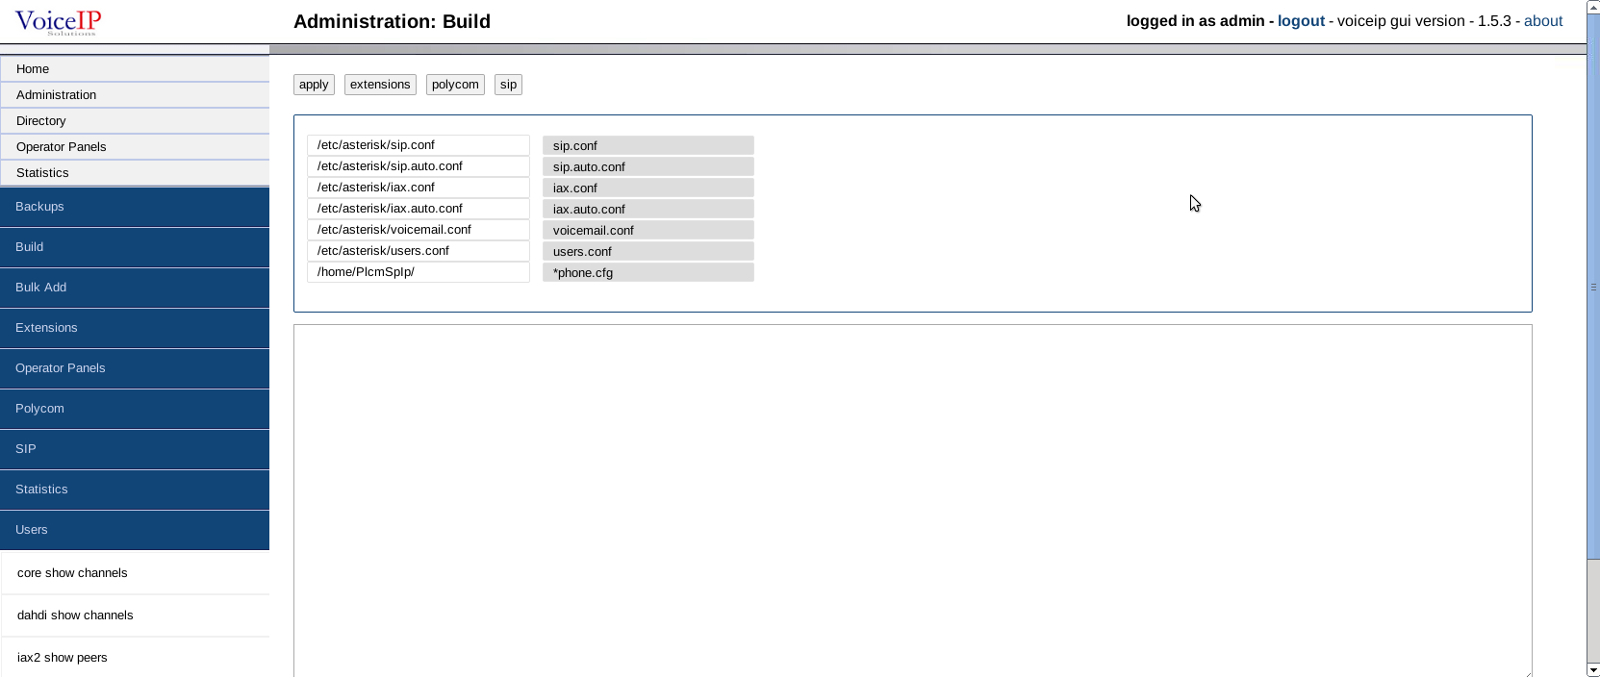 VoiceIP
Solutions
Administration: Build
logged in as admin - logout - voiceip gui version - 1.5.3 - about
Home
Administration
Directory
Operator Panels
Statistics
Backups
Build
Bulk Add
Extensions
Operator Panels
Polycom
SIP
Statistics
Users
core show channels
dahdi show channels
iax2 show peers
apply extensions polycom sip
/etc/asterisk/sip.conf sip.conf
/etc/asterisk/sip.auto.conf sip.auto.conf
/etc/asterisk/iax.conf iax.conf
/etc/asterisk/iax.auto.conf iax.auto.conf
/etc/asterisk/voicemail.conf voicemail.conf
/etc/asterisk/users.conf users.conf
/home/PlcmSpIp/ *phone.cfg